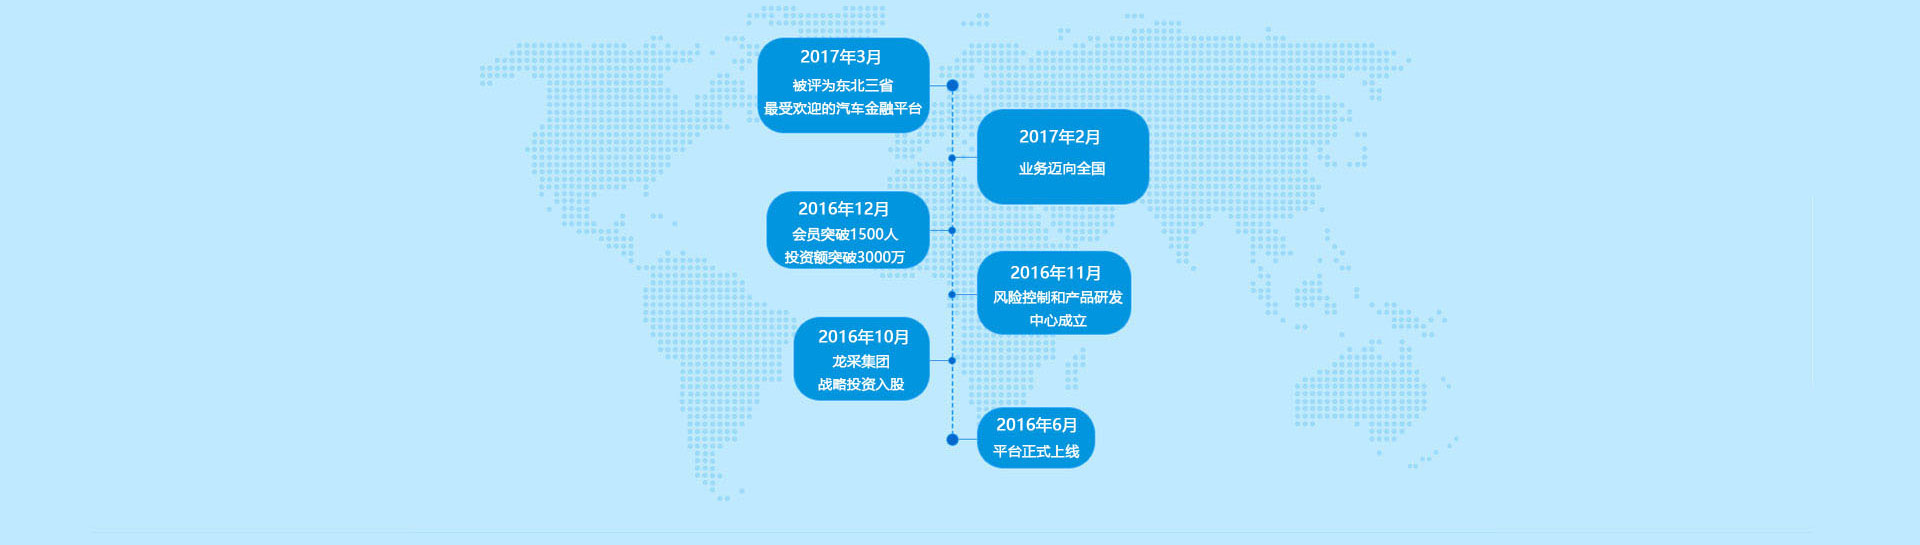 2017年3月
被评为东北三省
最受欢迎的汽车金融平台
2017年2月
业务迈向全国
2016年12月
会员突破1500人
投资额突破3000万
2016年11月
风险控制和产品研发
中心成立
2016年10月
龙采集团
战略投资入股
2016年6月
平台正式上线